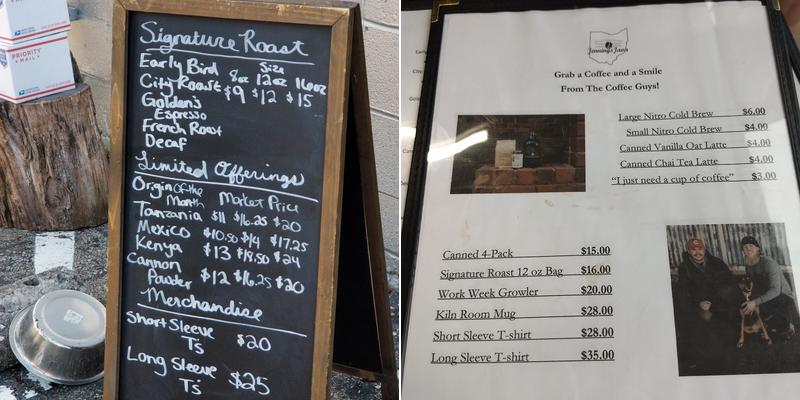 PRIORITY
MAIL
Signature Roast
Early Bird Size
City Roast 8oz 12oz 16oz
$9 $12 $15
Golden's
Espresso
French Roast
Decaf
Limited Offerings
Origin of the
Month Market Price
Tanzania $11 $16.25 $20
Mexico $10.50 $14 $17.25
Kenya $13 $18.50 $24
Cannon
Powder $12 $16.25 $20
Merchandise
Short Sleeve
T's $20
Long Sleeve
T's $25
Jennings Java
Grab a Coffee and a Smile
From The Coffee Guys!
Large Nitro Cold Brew $6.00
Small Nitro Cold Brew $4.00
Canned Vanilla Oat Latte $4.00
Canned Chai Tea Latte $4.00
“I just need a cup of coffee” $3.00
Canned 4-Pack $15.00
Signature Roast 12 oz Bag $16.00
Work Week Growler $20.00
Kiln Room Mug $28.00
Short Sleeve T-shirt $28.00
Long Sleeve T-shirt $35.00